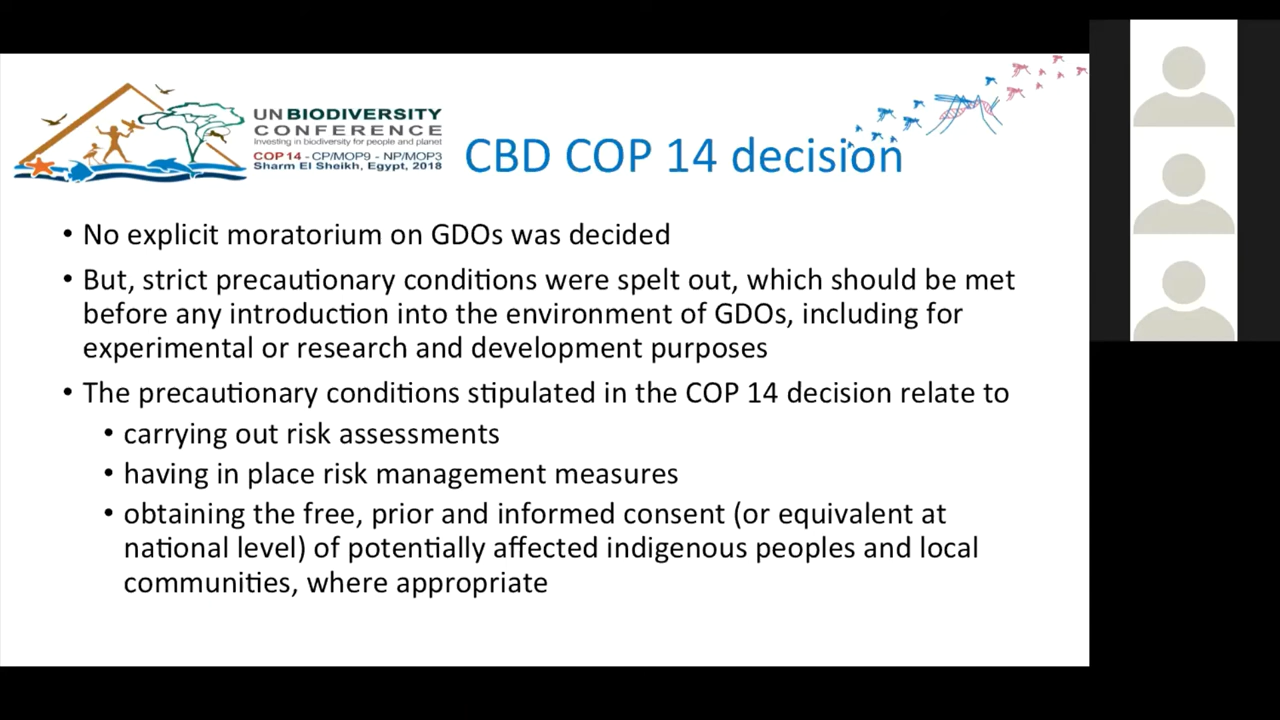 UN BIODIVERSITY
CONFERENCE
Investing in biodiversity for people and planet
COP 14 - CP/MOP9 - NP/MOP3
Sharm El Sheikh, Egypt, 2018
CBD COP 14 decision
• No explicit moratorium on GDOs was decided
• But, strict precautionary conditions were spelt out, which should be met
before any introduction into the environment of GDOs, including for
experimental or research and development purposes
• The precautionary conditions stipulated in the COP 14 decision relate to
• carrying out risk assessments
• having in place risk management measures
• obtaining the free, prior and informed consent (or equivalent at
national level) of potentially affected indigenous peoples and local
communities, where appropriate